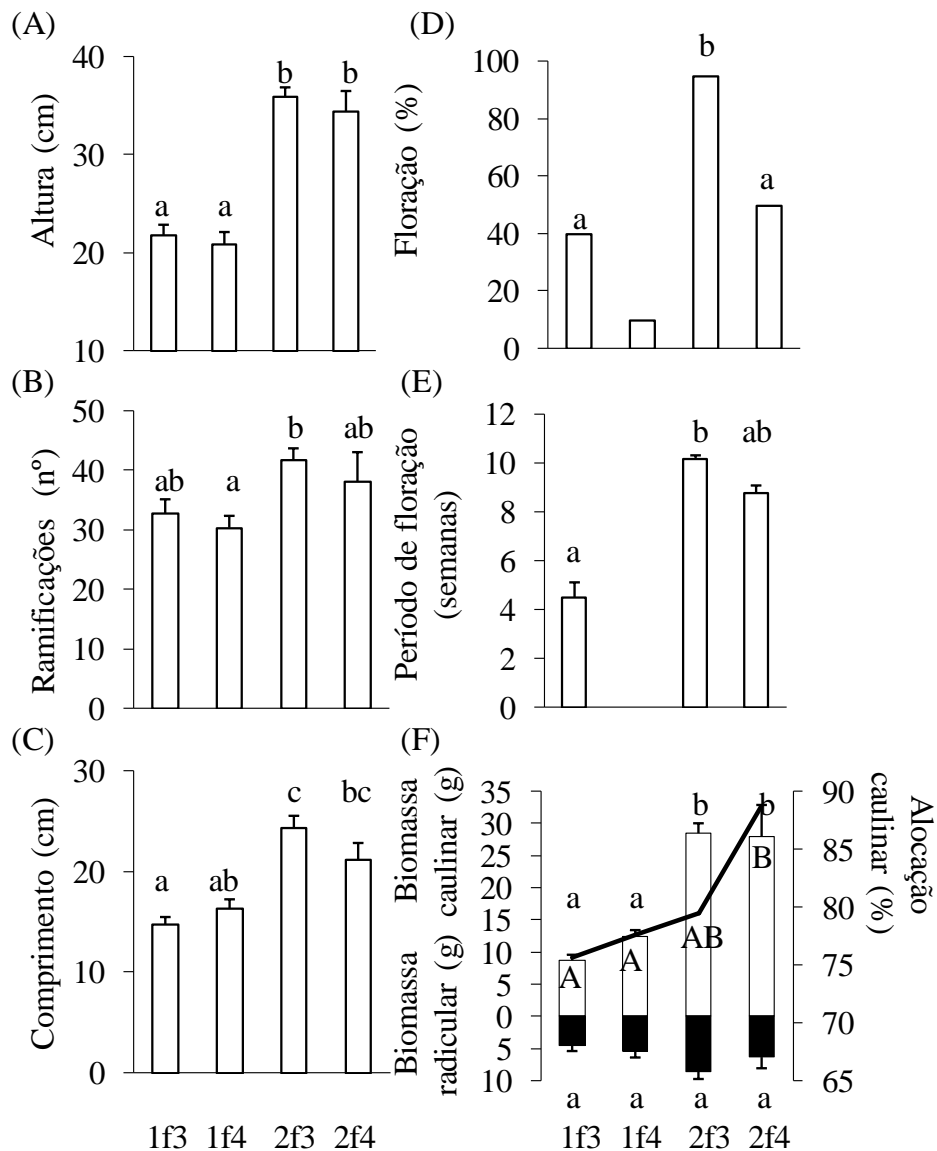 (A)
Altura (cm)
40
30
20
10
a
a
b
b
(B)
Ramificações (nº)
50
40
30
20
10
0
ab
a
b
ab
(C)
Comprimento (cm)
30
20
10
0
a
ab
c
bc
1f3
1f4
2f3
2f4
(D)
Floração (%)
100
80
60
40
20
0
a
b
a
(E)
Período de floração
(semanas)
12
10
8
6
4
2
0
a
b
ab
(F)
Biomassa
caulinar (g)
Biomassa
radicular (g)
35
30
25
20
15
10
5
0
5
10
a
a
b
b
A
A
AB
B
a
a
a
a
90
85
80
75
70
65
Alocação
caulinar (%)
1f3
1f4
2f3
2f4